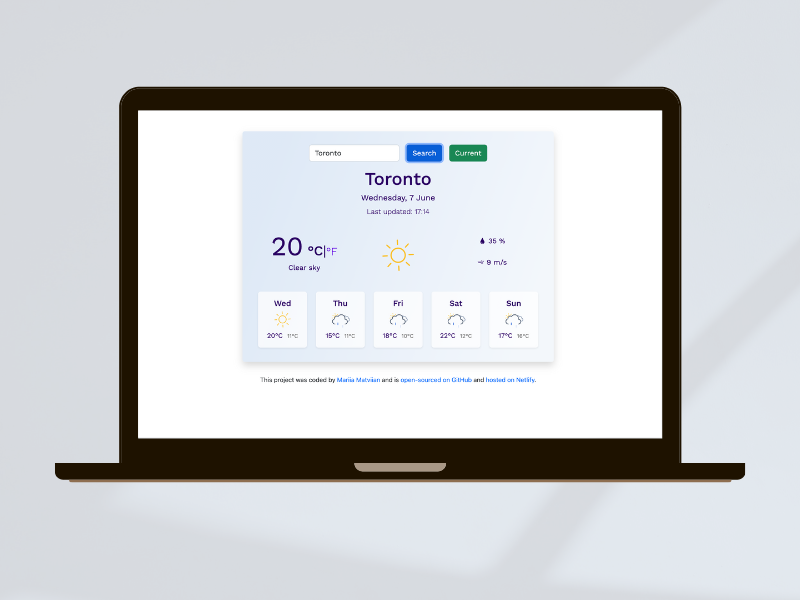 Toronto Search Current
Toronto
Wednesday, 7 June
Last updated: 17:14
20 °C|°F
Clear sky
35 %
9 m/s
Wed Thu Fri Sat Sun
20°C 11°C 15°C 11°C 18°C 10°C 22°C 12°C 17°C 16°C
This project was coded by Mariia Matviian and is open-sourced on GitHub and hosted on Netlify.